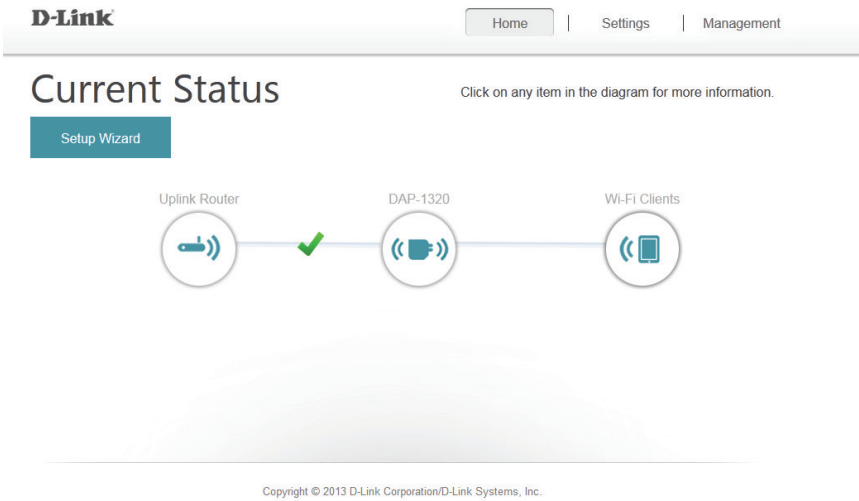 D-Link
Home | Settings | Management
Current Status
Click on any item in the diagram for more information.
Setup Wizard
Uplink Router DAP-1320 Wi-Fi Clients
Copyright © 2013 D-Link Corporation/D-Link Systems, Inc.